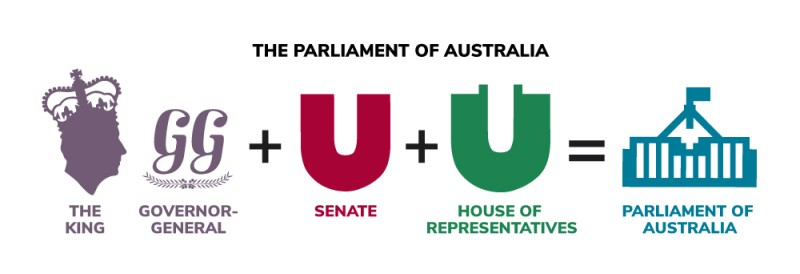 THE PARLIAMENT OF AUSTRALIA
GG
+
+
=
THE
KING
GOVERNOR-
GENERAL
SENATE
HOUSE OF
REPRESENTATIVES
PARLIAMENT OF
AUSTRALIA